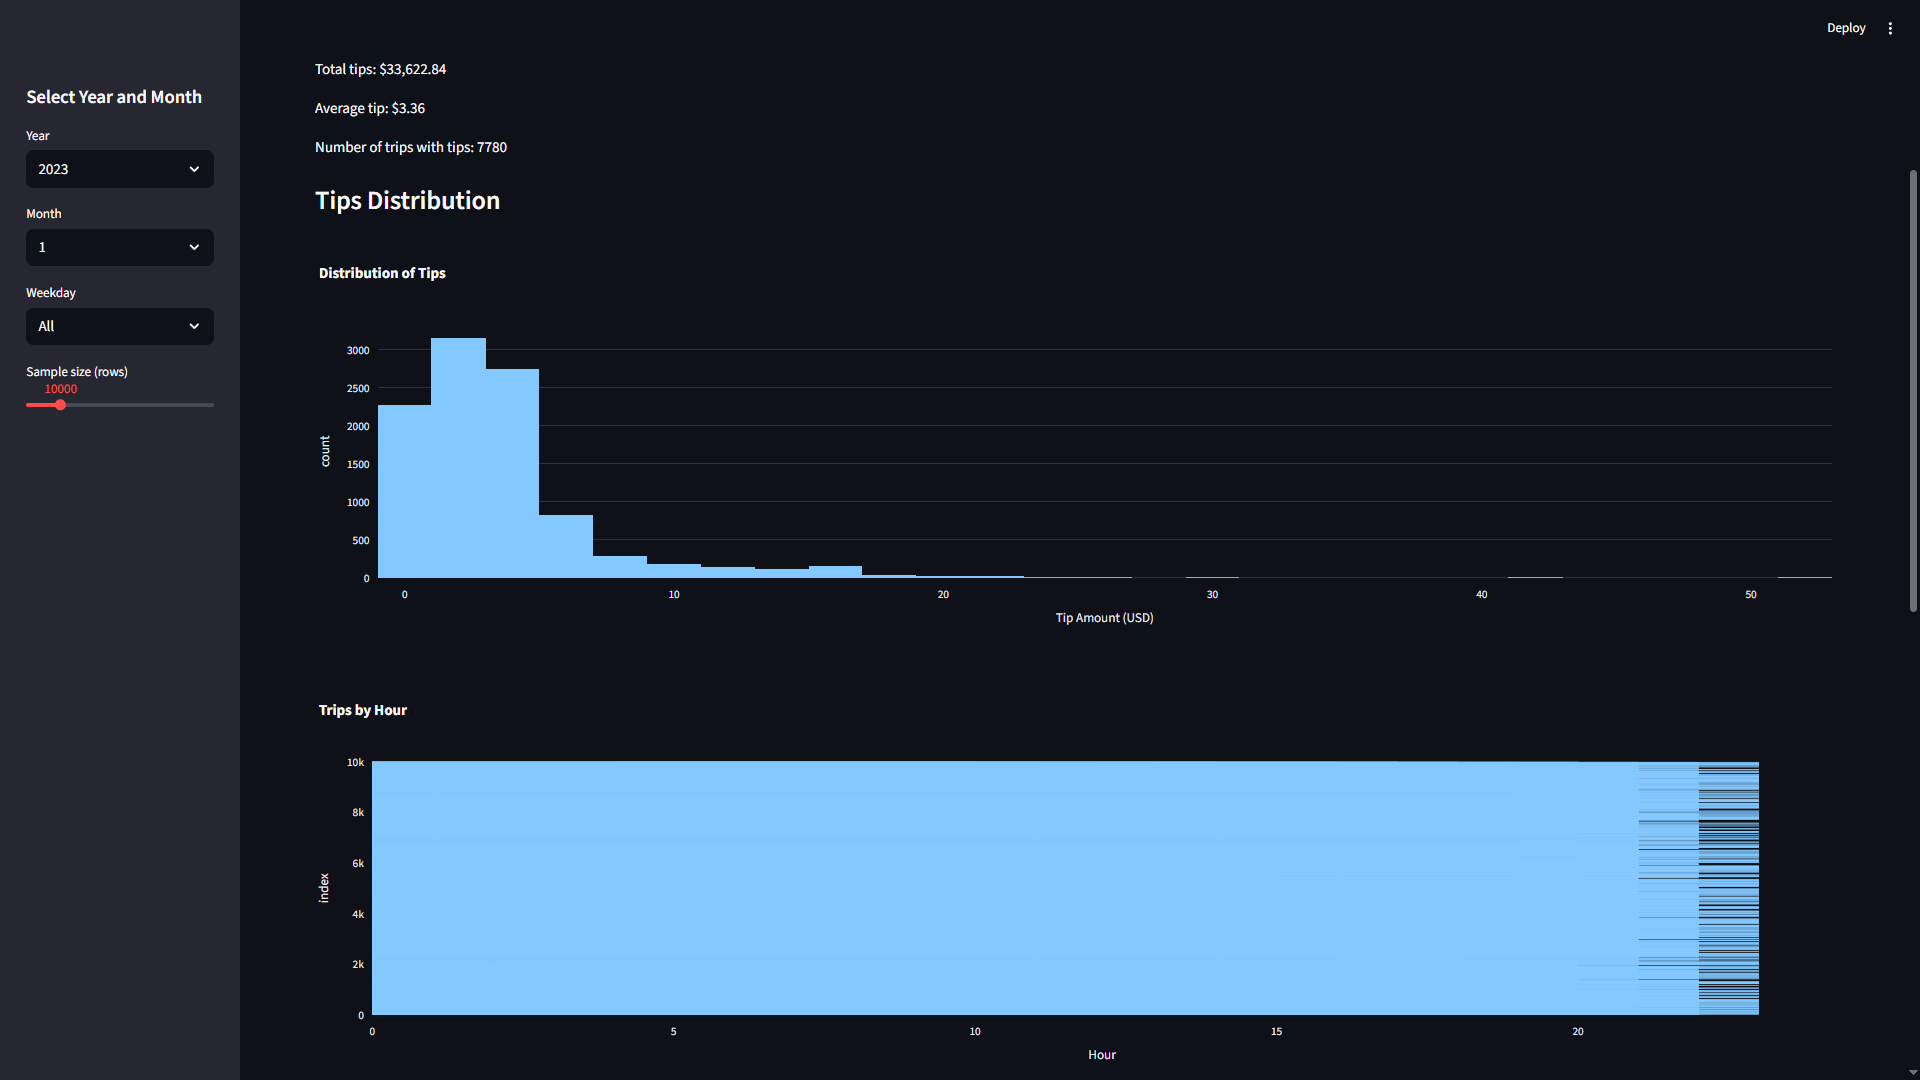 Deploy
Select Year and Month
Year
2023
Month
1
Weekday
All
Sample size (rows)
10000
Total tips: $33,622.84
Average tip: $3.36
Number of trips with tips: 7780
Tips Distribution
Distribution of Tips
3000
2500
2000
1500
1000
500
0
count
0 10 20 30 40 50
Tip Amount (USD)
Trips by Hour
10k
8k
6k
4k
2k
0
index
0 5 10 15 20
Hour